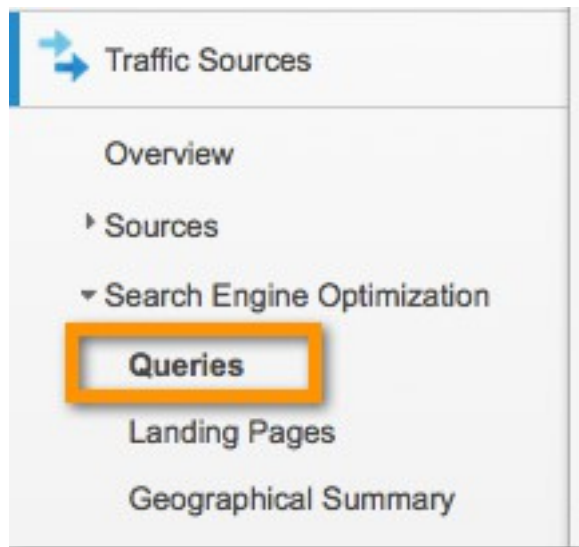 Traffic Sources
Overview
Sources
Search Engine Optimization
Queries
Landing Pages
Geographical Summary